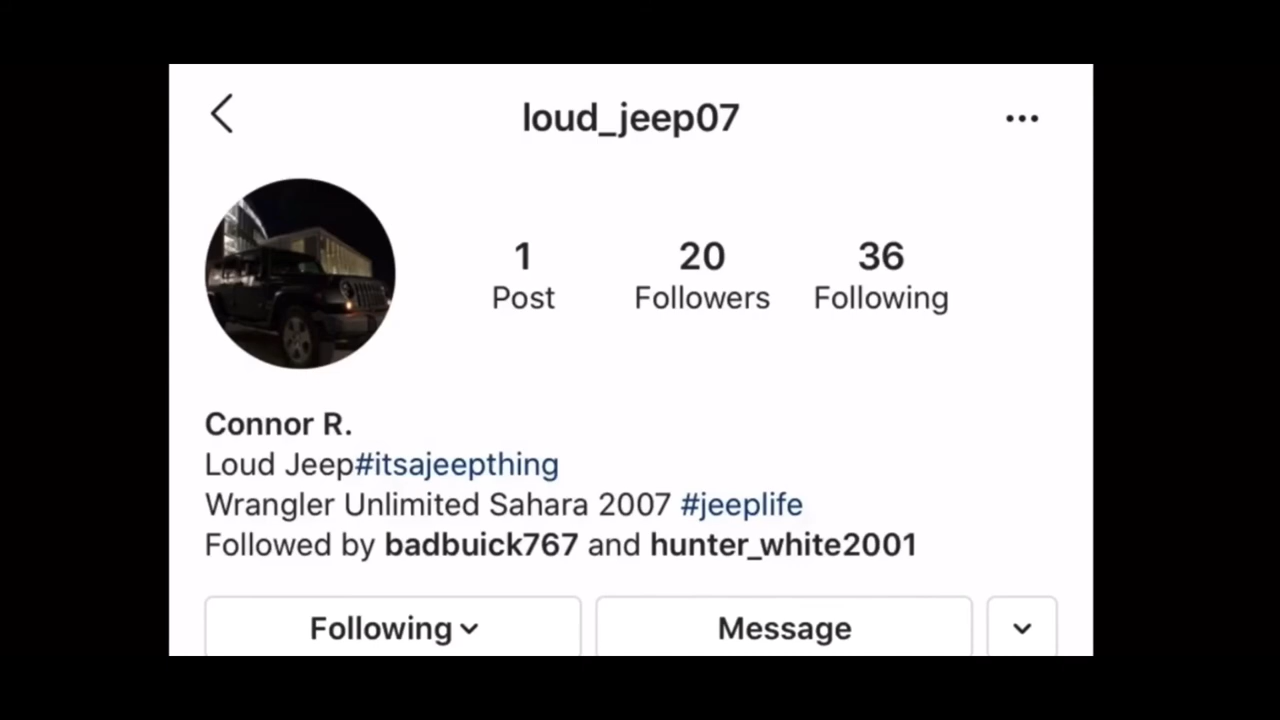 loud_jeep07
1 20 36
Post Followers Following
Connor R.
Loud Jeep#itsajeepthing
Wrangler Unlimited Sahara 2007 #jeeplife
Followed by badbuick767 and hunter_white2001
Following Message